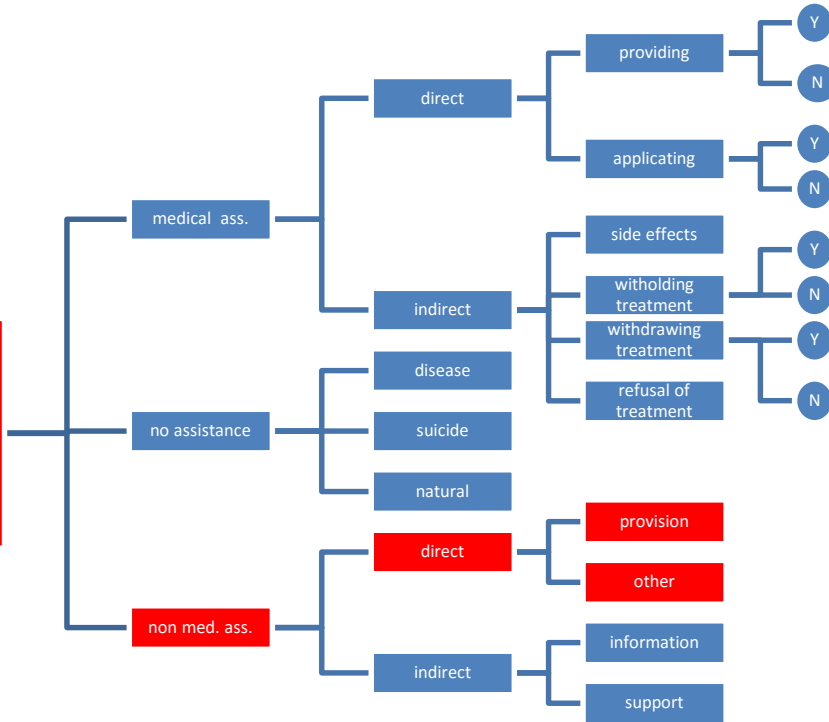 Y
providing
N
direct
Y
applicating
N
medical ass.
side effects
Y
witholding
treatment
N
indirect
withdrawing
treatment
Y
refusal of
treatment
N
disease
no assistance
suicide
natural
provision
direct
other
non med. ass.
information
indirect
support